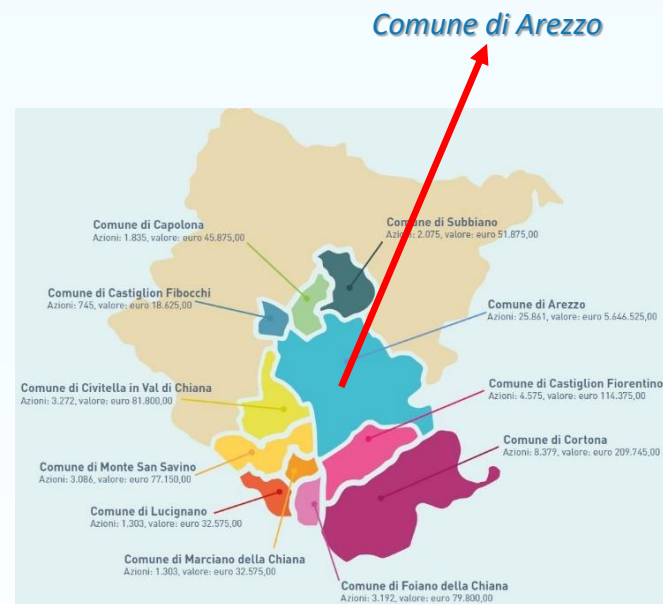 Comune di Arezzo
Comune di Capolona
Azioni: 1.835, valore: euro 45.875,00
Comune di Subbiano
Azioni: 2.075, valore: euro 51.875,00
Comune di Castiglion Fibocchi
Azioni: 745, valore: euro 18.625,00
Comune di Arezzo
Azioni: 25.861, valore: euro 5.646.525,00
Comune di Civitella in Val di Chiana
Azioni: 3.272, valore: euro 81.800,00
Comune di Castiglion Fiorentino
Azioni: 4.575, valore: euro 114.375,00
Comune di Cortona
Azioni: 8.379, valore: euro 209.745,00
Comune di Monte San Savino
Azioni: 3.086, valore: euro 77.150,00
Comune di Lucignano
Azioni: 1.303, valore: euro 32.575,00
Comune di Marciano della Chiana
Azioni: 1.303, valore: euro 32.575,00
Comune di Foiano della Chiana
Azioni: 3.192, valore: euro 79.800,00